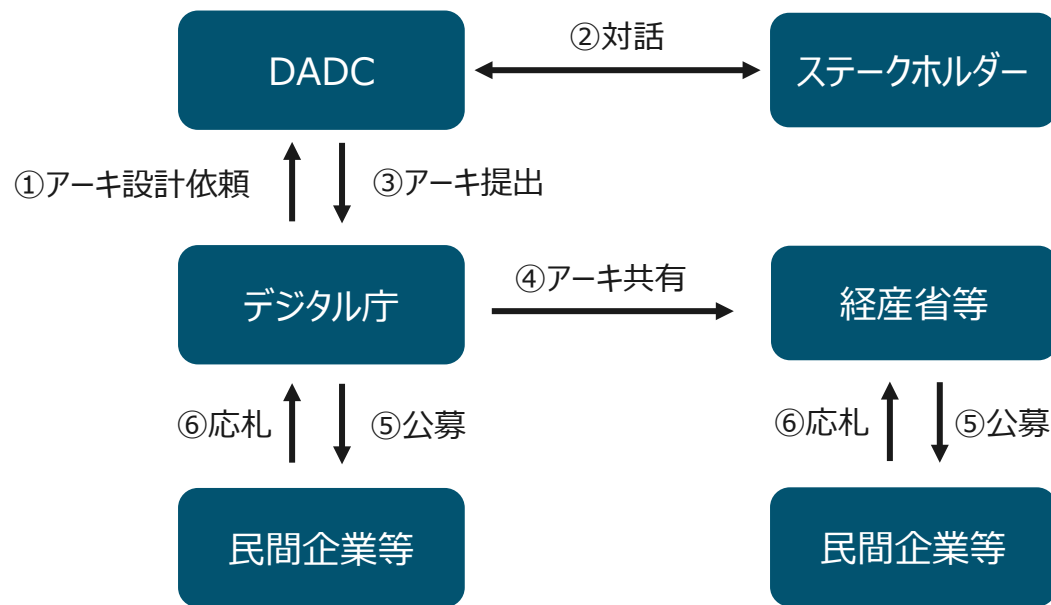 DADC
②対話
ステークホルダー
①アーキ設計依頼
③アーキ提出
デジタル庁
④アーキ共有
経産省等
⑥応札
⑤公募
⑥応札
⑤公募
民間企業等
民間企業等